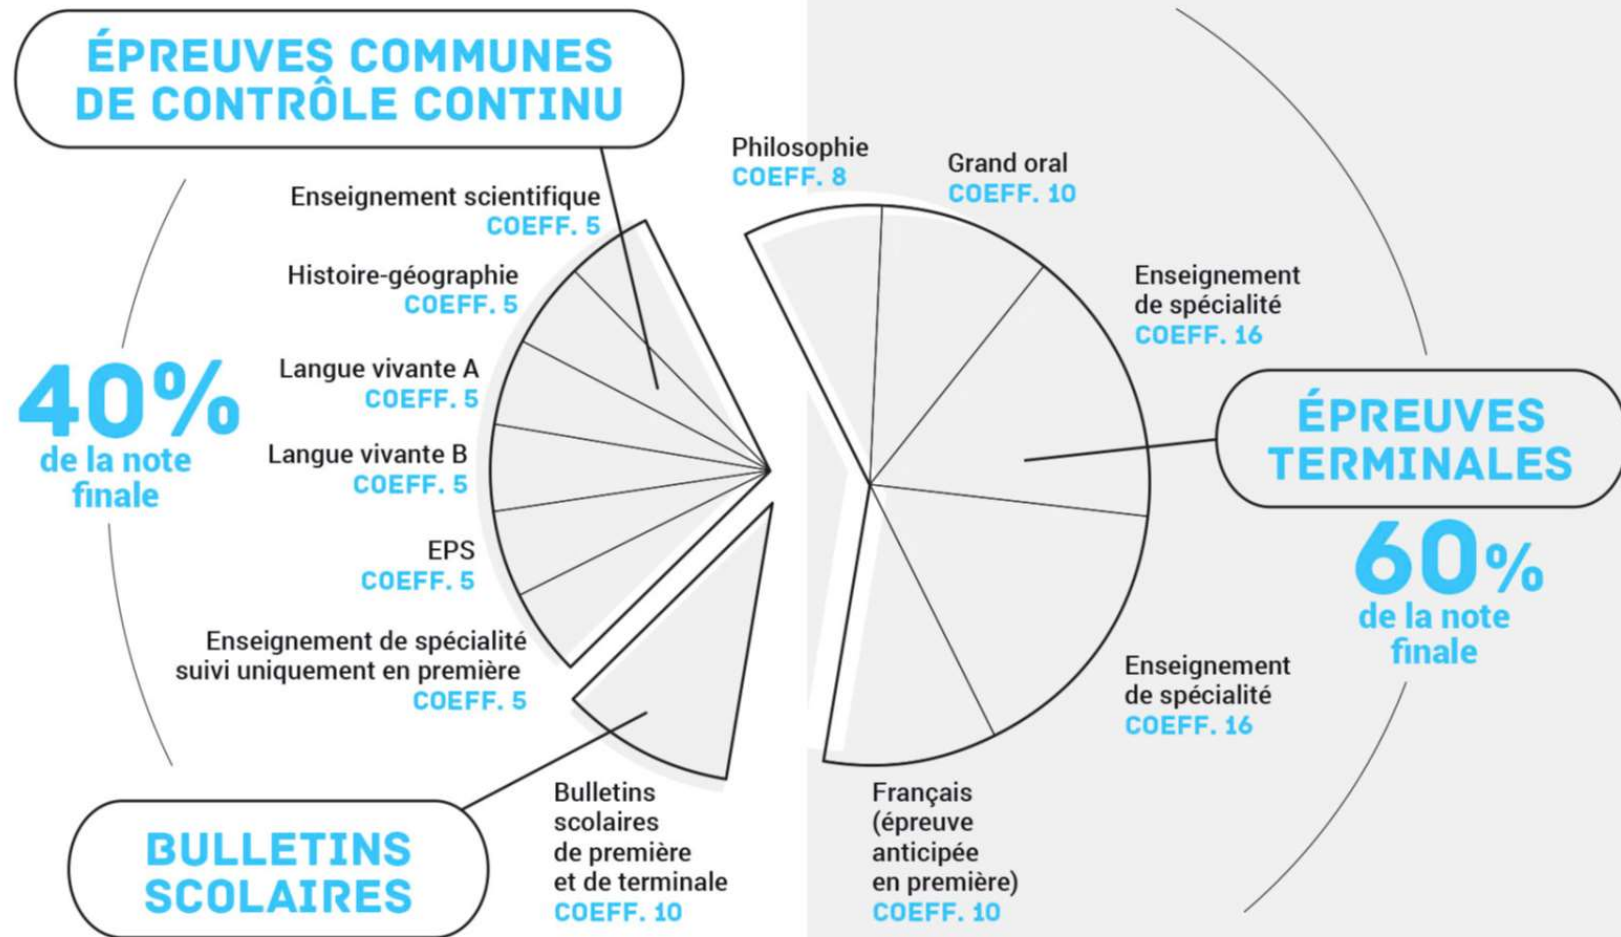 ÉPREUVES COMMUNES
DE CONTRÔLE CONTINU
Enseignement scientifique
COEFF. 5
Histoire-géographie
COEFF. 5
Langue vivante A
COEFF. 5
Langue vivante B
COEFF. 5
EPS
COEFF. 5
Enseignement de spécialité
suivi uniquement en première
COEFF. 5
40%
de la note
finale
BULLETINS
SCOLAIRES
Bulletins
scolaires
de première
et de terminale
COEFF. 10
Philosophie
COEFF. 8
Grand oral
COEFF. 10
Enseignement
de spécialité
COEFF. 16
ÉPREUVES
TERMINALES
60%
de la note
finale
Enseignement
de spécialité
COEFF. 16
Français
(épreuve
anticipée
en première)
COEFF. 10